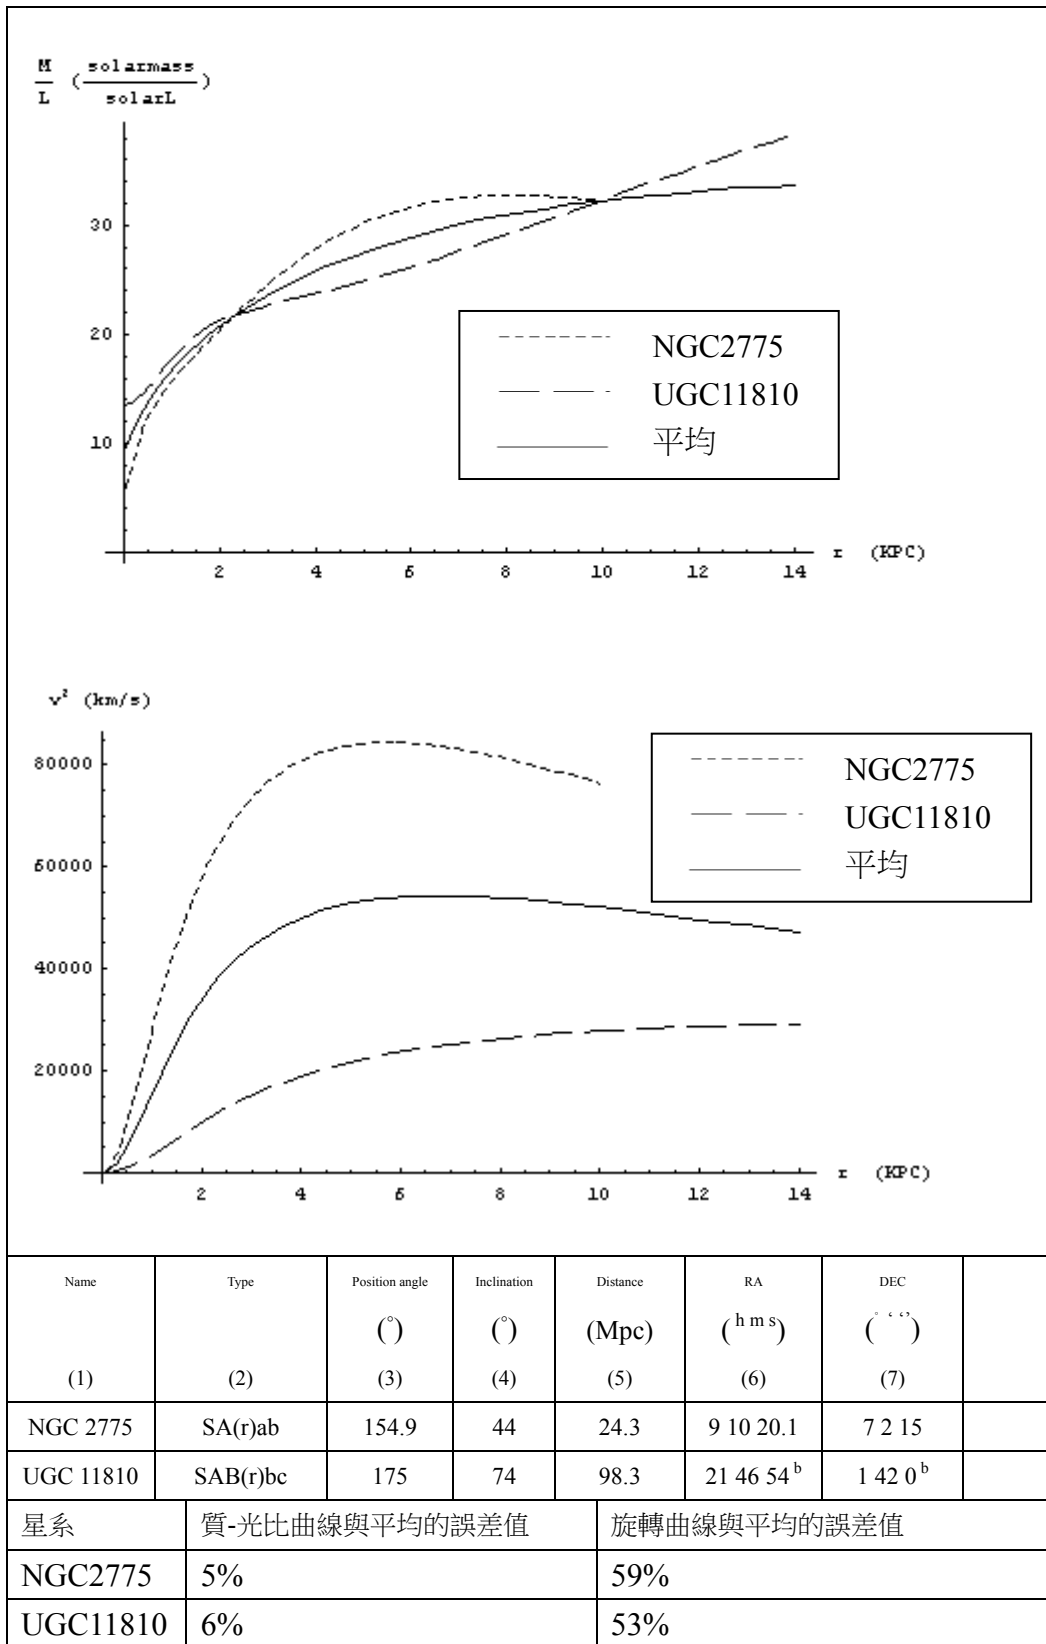 M/L (solarmass/solarL)
30
20
10
2 4 6 8 10 12 14 r (KPC)
NGC2775
UGC11810
平均
v² (km/s)
80000
60000
40000
20000
2 4 6 8 10 12 14 r (KPC)
NGC2775
UGC11810
平均
Name Type Position angle Inclination Distance RA DEC
(°) (°) (Mpc) (h m s) (° ‘ “)
(1) (2) (3) (4) (5) (6) (7)
NGC 2775 SA(r)ab 154.9 44 24.3 9 10 20.1 7 2 15
UGC 11810 SAB(r)bc 175 74 98.3 21 46 54 b 1 42 0 b
星系 質-光比曲線與平均的誤差值 旋轉曲線與平均的誤差值
NGC2775 5% 59%
UGC11810 6% 53%